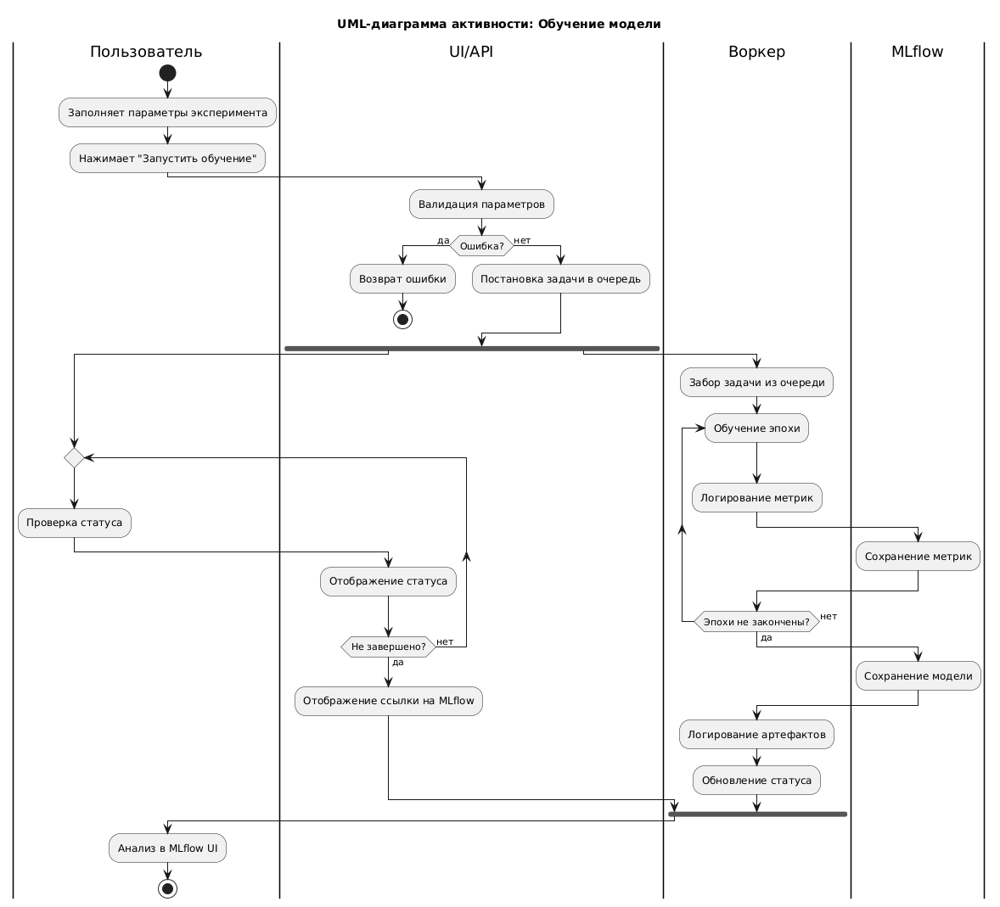 UML-диаграмма активности: Обучение модели
Пользователь
UI/API
Воркер
MLflow
Заполняет параметры эксперимента
Нажимает "Запустить обучение"
Валидация параметров
да
Ошибка?
нет
Возврат ошибки
Постановка задачи в очередь
Забор задачи из очереди
Обучение эпохи
Логирование метрик
Проверка статуса
Сохранение метрик
Отображение статуса
Эпохи не закончены?
нет
да
Не завершено?
нет
да
Сохранение модели
Отображение ссылки на MLflow
Логирование артефактов
Обновление статуса
Анализ в MLflow UI